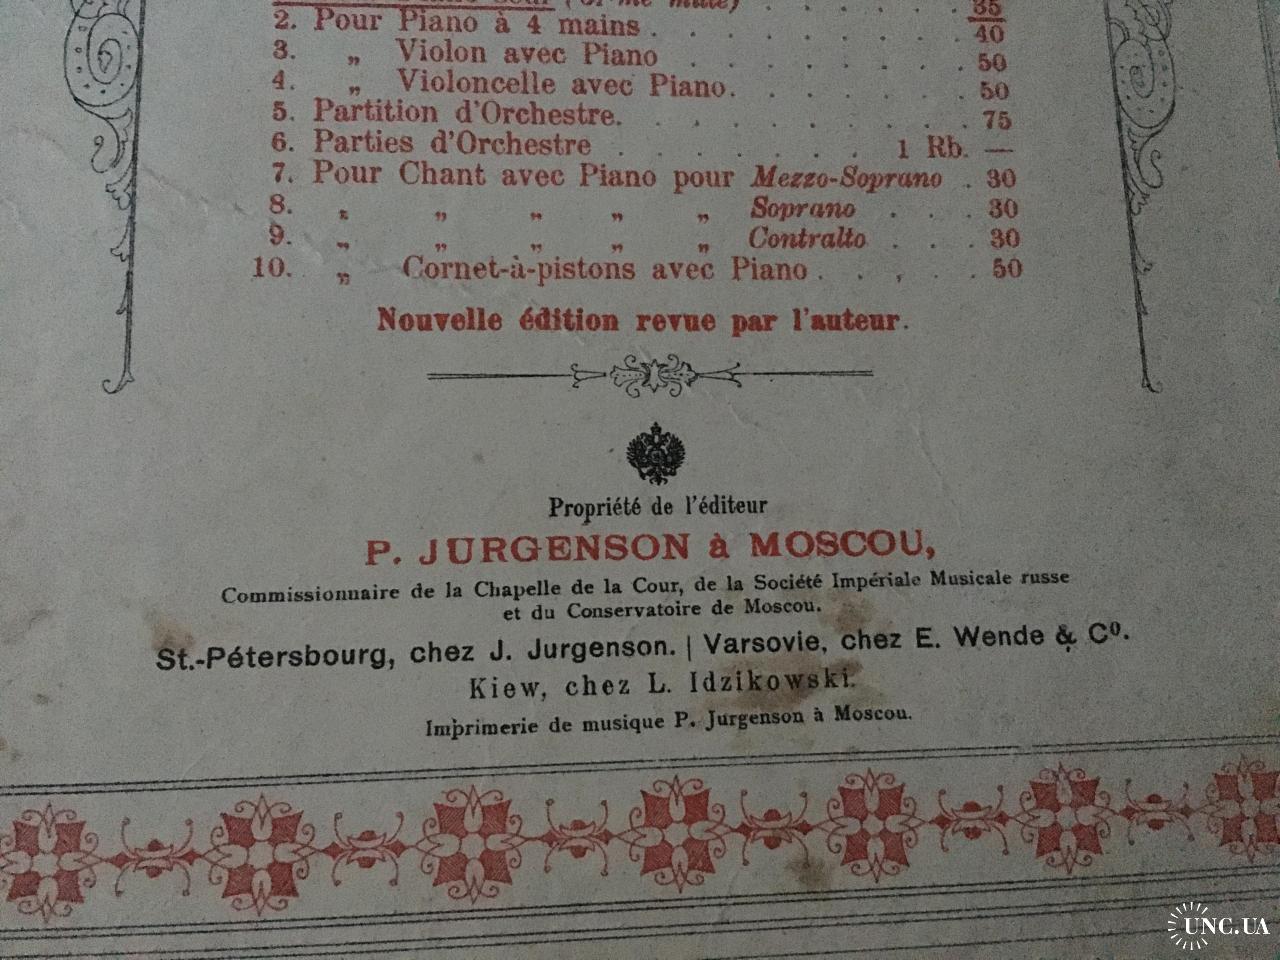 35
2. Pour Piano à 4 mains . . . . . . . . . 40
3. „ Violon avec Piano . . . . . . . . 50
4. „ Violoncelle avec Piano. . . . . . . . 50
5. Partition d'Orchestre. . . . . . . . . . 75
6. Parties d'Orchestre . . . . . . . 1 Rb. —
7. Pour Chant avec Piano pour Mezzo-Soprano . 30
8. „ „ „ „ „ Soprano . . . 30
9. „ „ „ „ „ Contralto . . . 30
10. „ Cornet-à-pistons avec Piano . . . . 50
Nouvelle édition revue par l'auteur.
Propriété de l'éditeur
P. JURGENSON à MOSCOU,
Commissionnaire de la Chapelle de la Cour, de la Société Impériale Musicale russe
et du Conservatoire de Moscou.
St.-Pétersbourg, chez J. Jurgenson. | Varsovie, chez E. Wende & Cº.
Kiew, chez L. Idzikowski.
Imprimerie de musique P. Jurgenson à Moscou.
UNC.UA